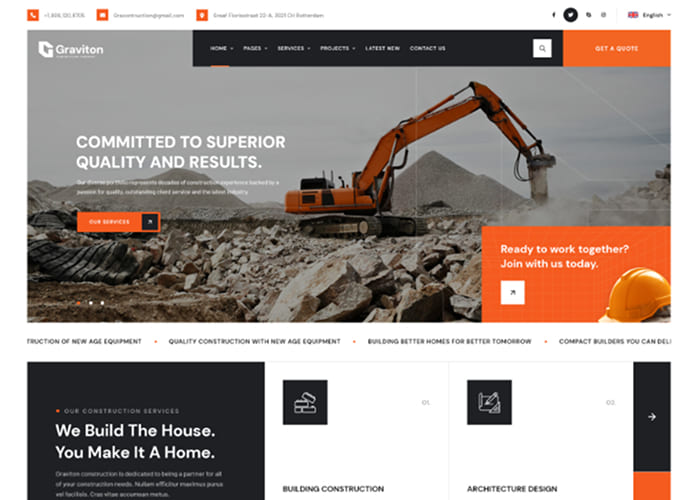 +1.800.120.8705
Gracontruction@gmail.com
Graaf Florisstraat 22-A, 3021 CH Rotterdam
English
Graviton
HOME
PAGES
SERVICES
PROJECTS
LATEST NEW
CONTACT US
GET A QUOTE
COMMITTED TO SUPERIOR
QUALITY AND RESULTS.
Our diverse portfolio represents decades of construction experience backed by a
passion for quality, outstanding client service and the latest industry.
OUR SERVICES
Ready to work together?
Join with us today.
TRUCTION OF NEW AGE EQUIPMENT
QUALITY CONSTRUCTION WITH NEW AGE EQUIPMENT
BUILDING BETTER HOMES FOR BETTER TOMORROW
COMPACT BUILDERS YOU CAN DELI
OUR CONSTRUCTION SERVICES
We Build The House.
You Make It A Home.
Graviton construction is dedicated to being a partner for all
of your construction needs. Nullam efficitur maximus purus
vel facilisis. Cras vitae accumsan metus.
01.
BUILDING CONSTRUCTION
02.
ARCHITECTURE DESIGN